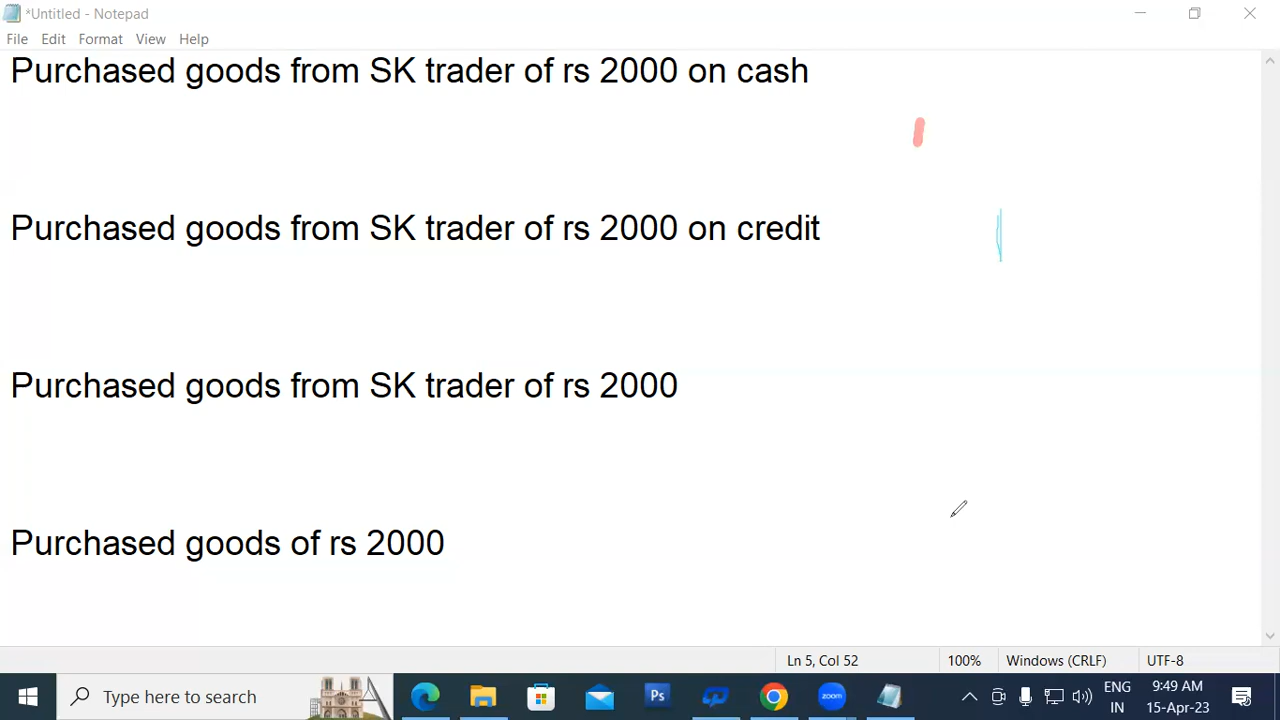 *Untitled - Notepad
File Edit Format View Help
Purchased goods from SK trader of rs 2000 on cash
Purchased goods from SK trader of rs 2000 on credit
Purchased goods from SK trader of rs 2000
Purchased goods of rs 2000
Ln 5, Col 52 100% Windows (CRLF) UTF-8
Type here to search Ps zoom ENG IN 9:49 AM 15-Apr-23